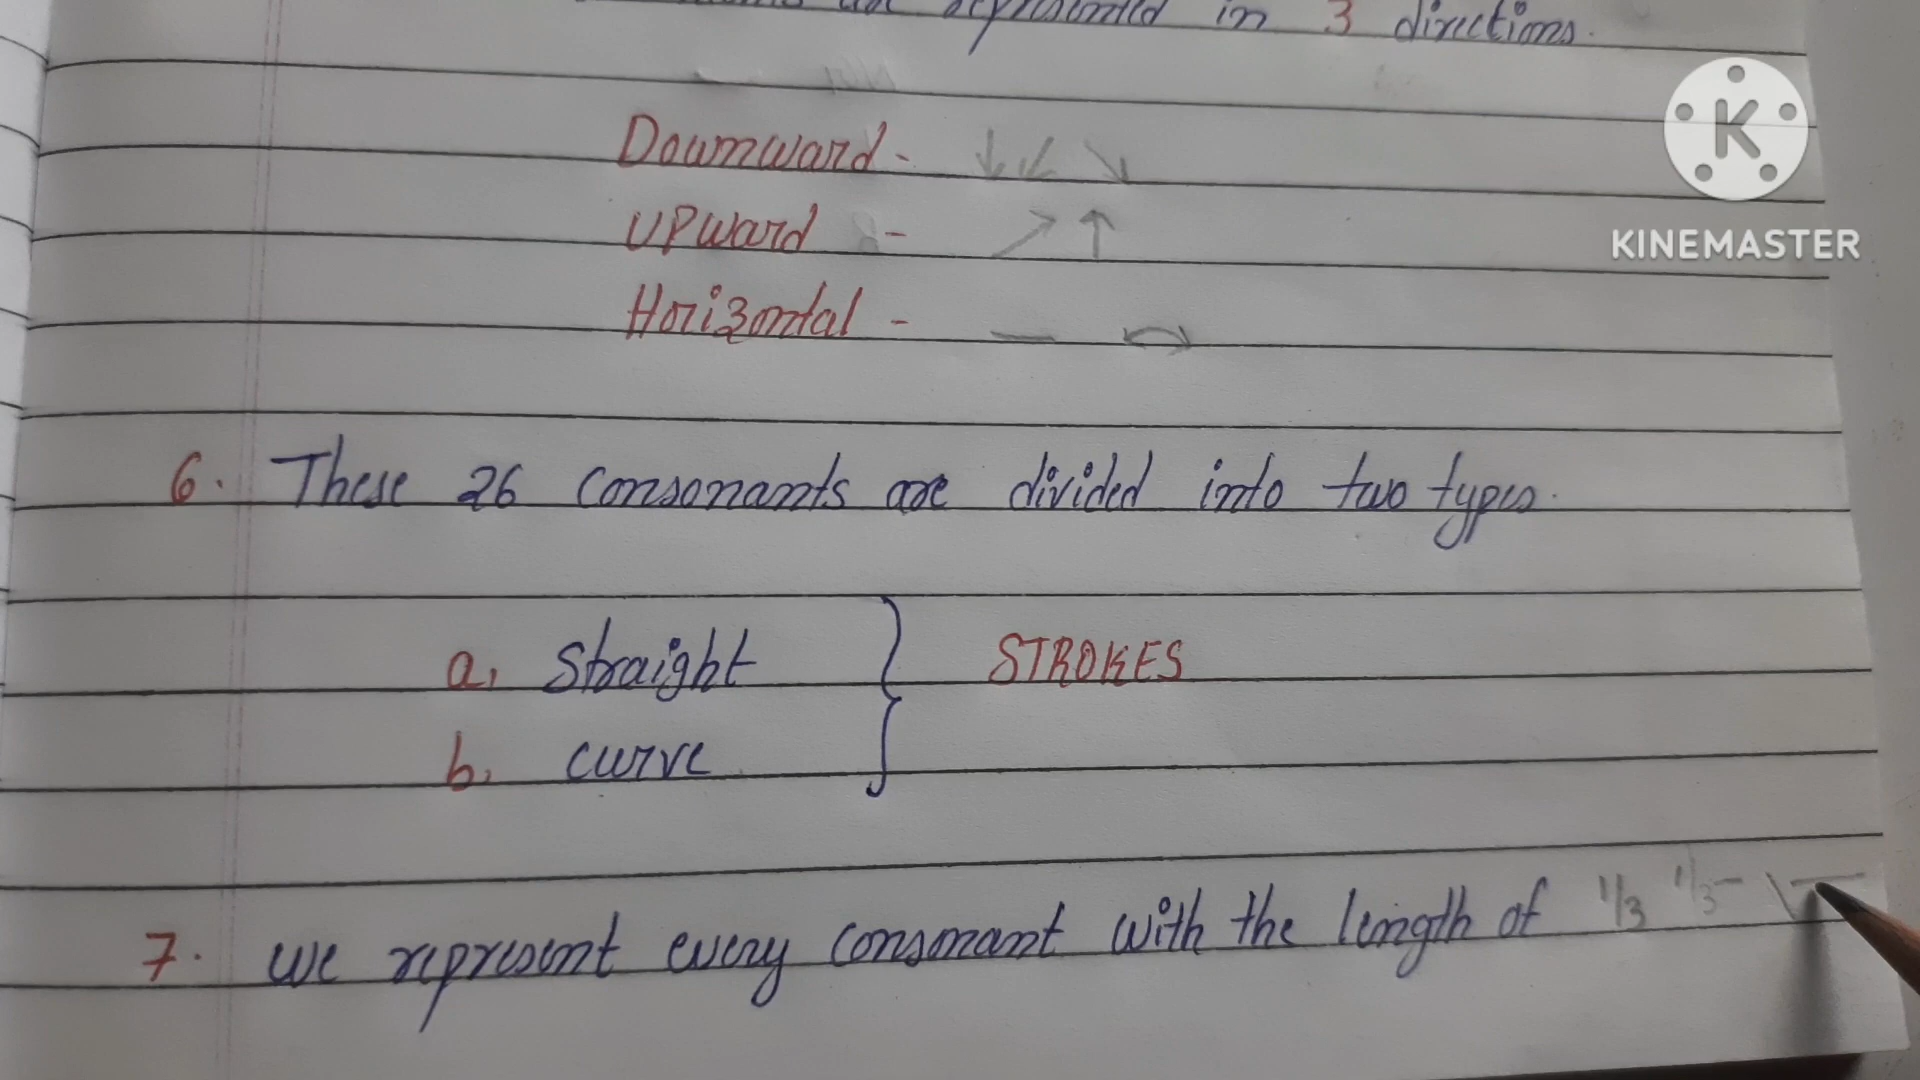 represented in 3 directions.
Downward -
UPward -
Horizontal -
6. These 26 consonants are divided into two types.
a, Straight
STROKES
b, curve
7. we represent every consonant with the length of 1/3 1/3
K
KINEMASTER